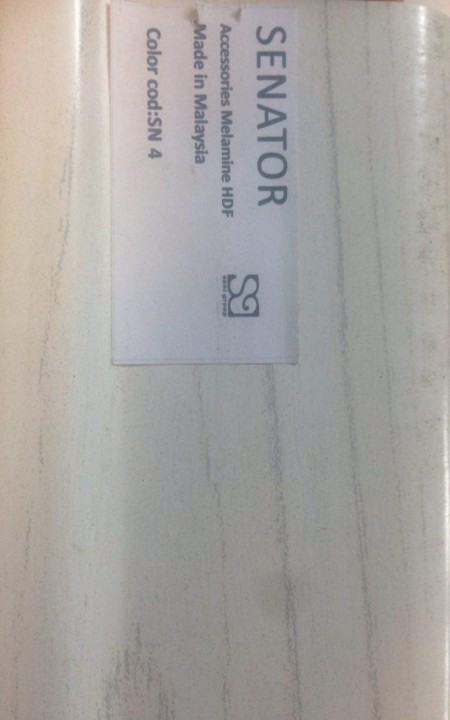 SENATOR
Accessories Melamine HDF
Made in Malaysia
Color cod:SN 4